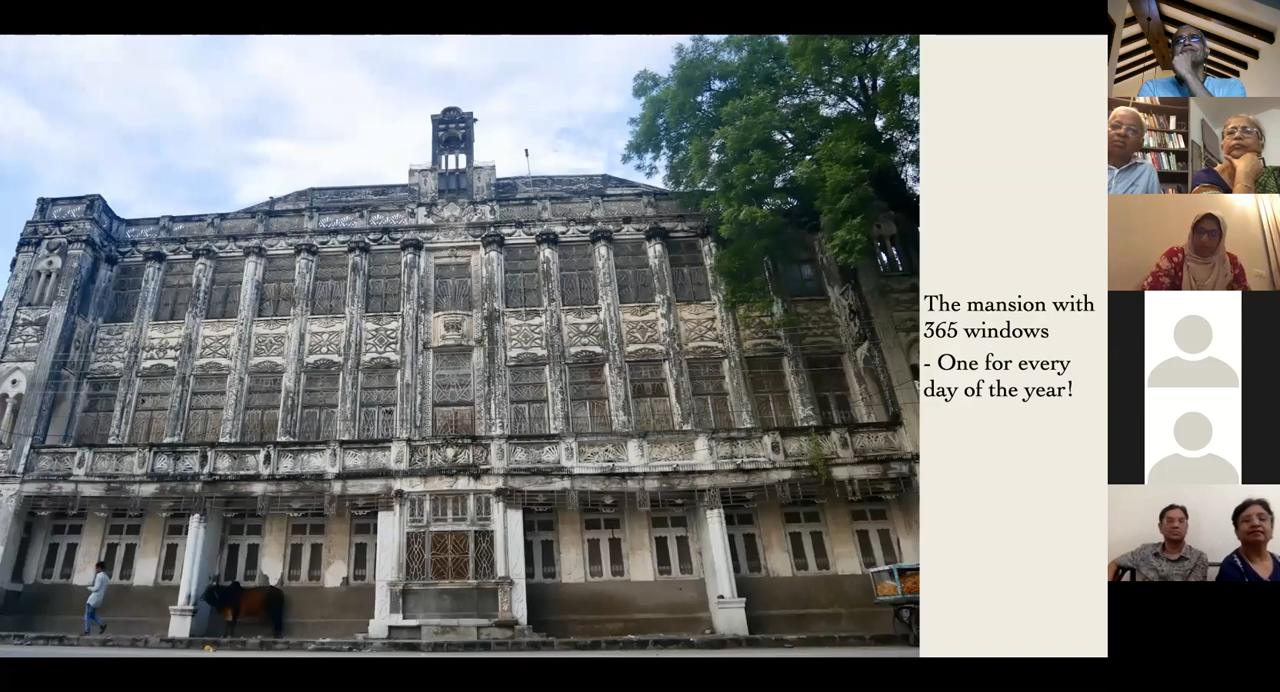 The mansion with
365 windows
- One for every
day of the year!